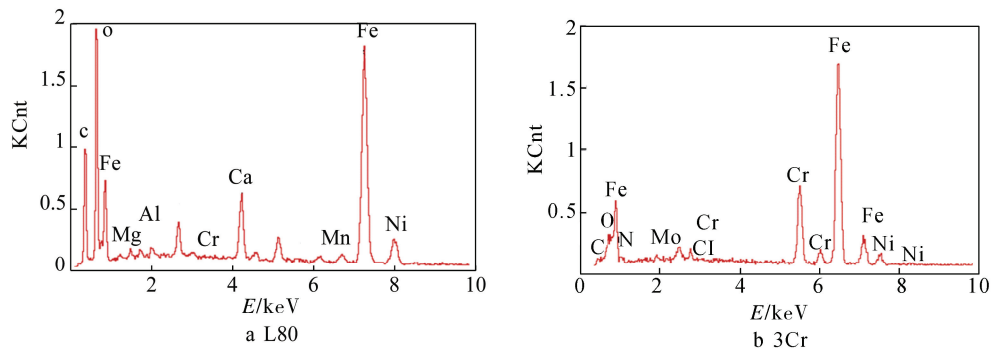 2
1.5
1
0.5
0
KCnt
c
o
Fe
Mg
Al
Cr
Ca
Mn
Fe
Ni
2
4
6
8
10
E/keV
a L80
2
1.5
1
0.5
KCnt
C
O
Fe
N
Mo
Cr
CI
Cr
Cr
Fe
Fe
Ni
Ni
0
2
4
6
8
10
E/keV
b 3Cr